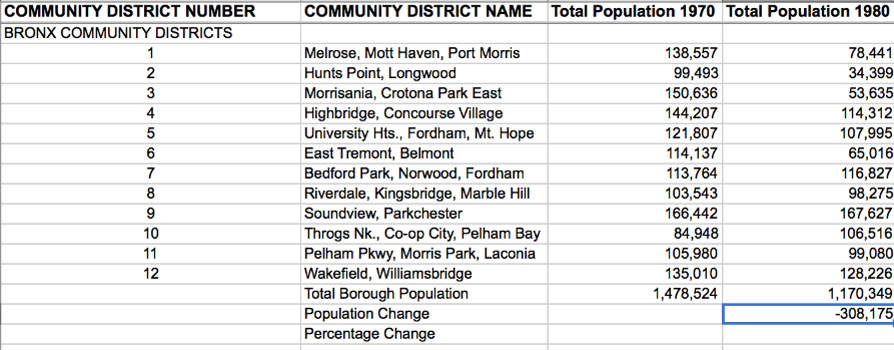 COMMUNITY DISTRICT NUMBER COMMUNITY DISTRICT NAME Total Population 1970 Total Population 1980
BRONX COMMUNITY DISTRICTS
1 Melrose, Mott Haven, Port Morris 138,557 78,441
2 Hunts Point, Longwood 99,493 34,399
3 Morrisania, Crotona Park East 150,636 53,635
4 Highbridge, Concourse Village 144,207 114,312
5 University Hts., Fordham, Mt. Hope 121,807 107,995
6 East Tremont, Belmont 114,137 65,016
7 Bedford Park, Norwood, Fordham 113,764 116,827
8 Riverdale, Kingsbridge, Marble Hill 103,543 98,275
9 Soundview, Parkchester 166,442 167,627
10 Throgs Nk., Co-op City, Pelham Bay 84,948 106,516
11 Pelham Pkwy, Morris Park, Laconia 105,980 99,080
12 Wakefield, Williamsbridge 135,010 128,226
Total Borough Population 1,478,524 1,170,349
Population Change -308,175
Percentage Change